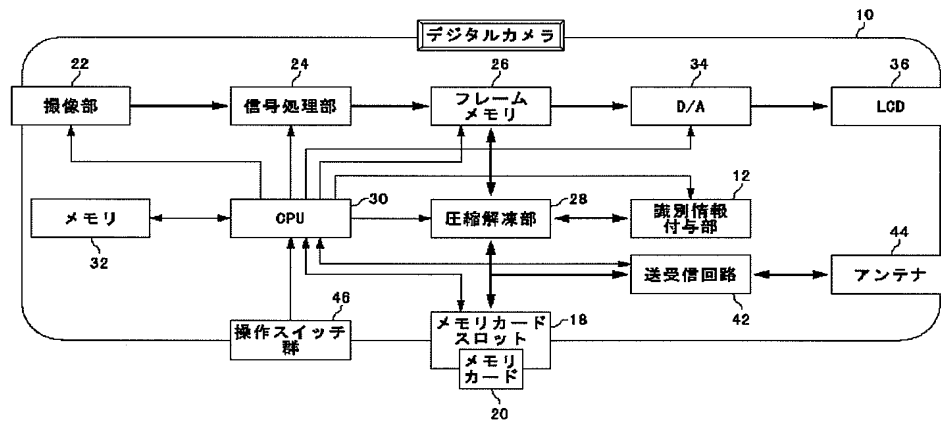 デジタルカメラ
10
22
24
26
34
36
撮像部
信号処理部
フレーム
メモリ
D/A
LCD
12
メモリ
CPU
30
圧縮解凍部
28
識別情報
付与部
32
44
送受信回路
アンテナ
42
46
操作スイッチ
群
メモリカード
スロット
18
メモリ
カード
20